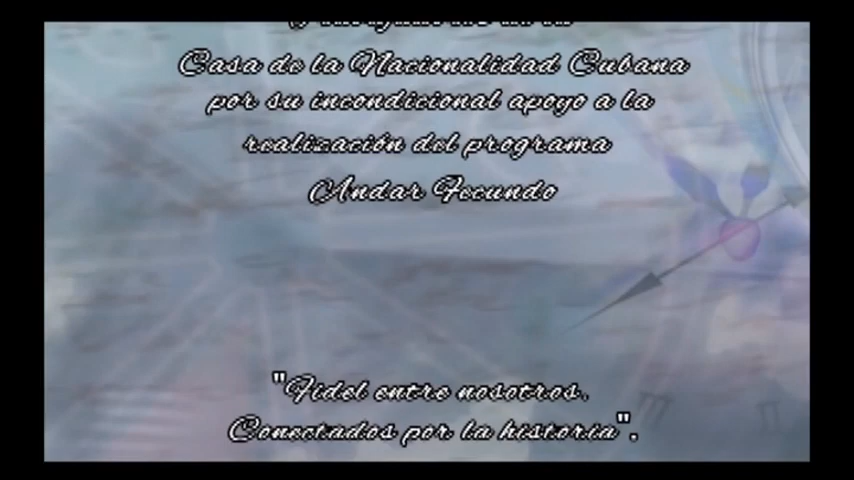 Casa de la Nacionalidad Cubana
por su incondicional apoyo a la
realización del programa
Andar Fecundo
"Fidel entre nosotros.
Conectados por la historia".